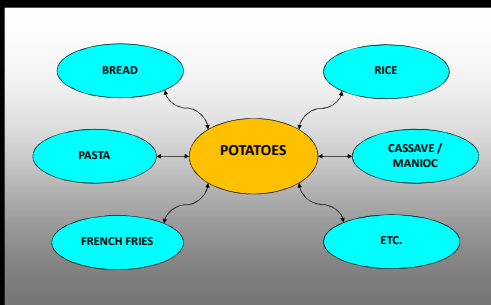 BREAD
RICE
POTATOES
PASTA
CASSAVE /
MANIOC
FRENCH FRIES
ETC.